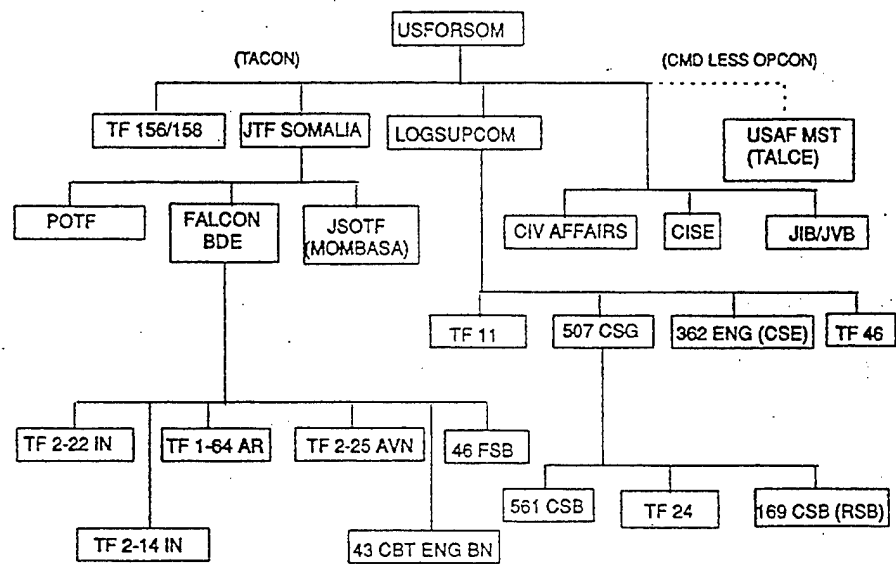 USFORSOM
(TACON)
(CMD LESS OPCON)
TF 156/158
JTF SOMALIA
LOGSUPCOM
USAF MST
(TALCE)
POTF
FALCON
BDE
JSOTF
(MOMBASA)
CIV AFFAIRS
CISE
JIB/JVB
TF 11
507 CSG
362 ENG (CSE)
TF 46
TF 2-22 IN
TF 1-64 AR
TF 2-25 AVN
46 FSB
561 CSB
TF 24
169 CSB (RSB)
TF 2-14 IN
43 CBT ENG BN